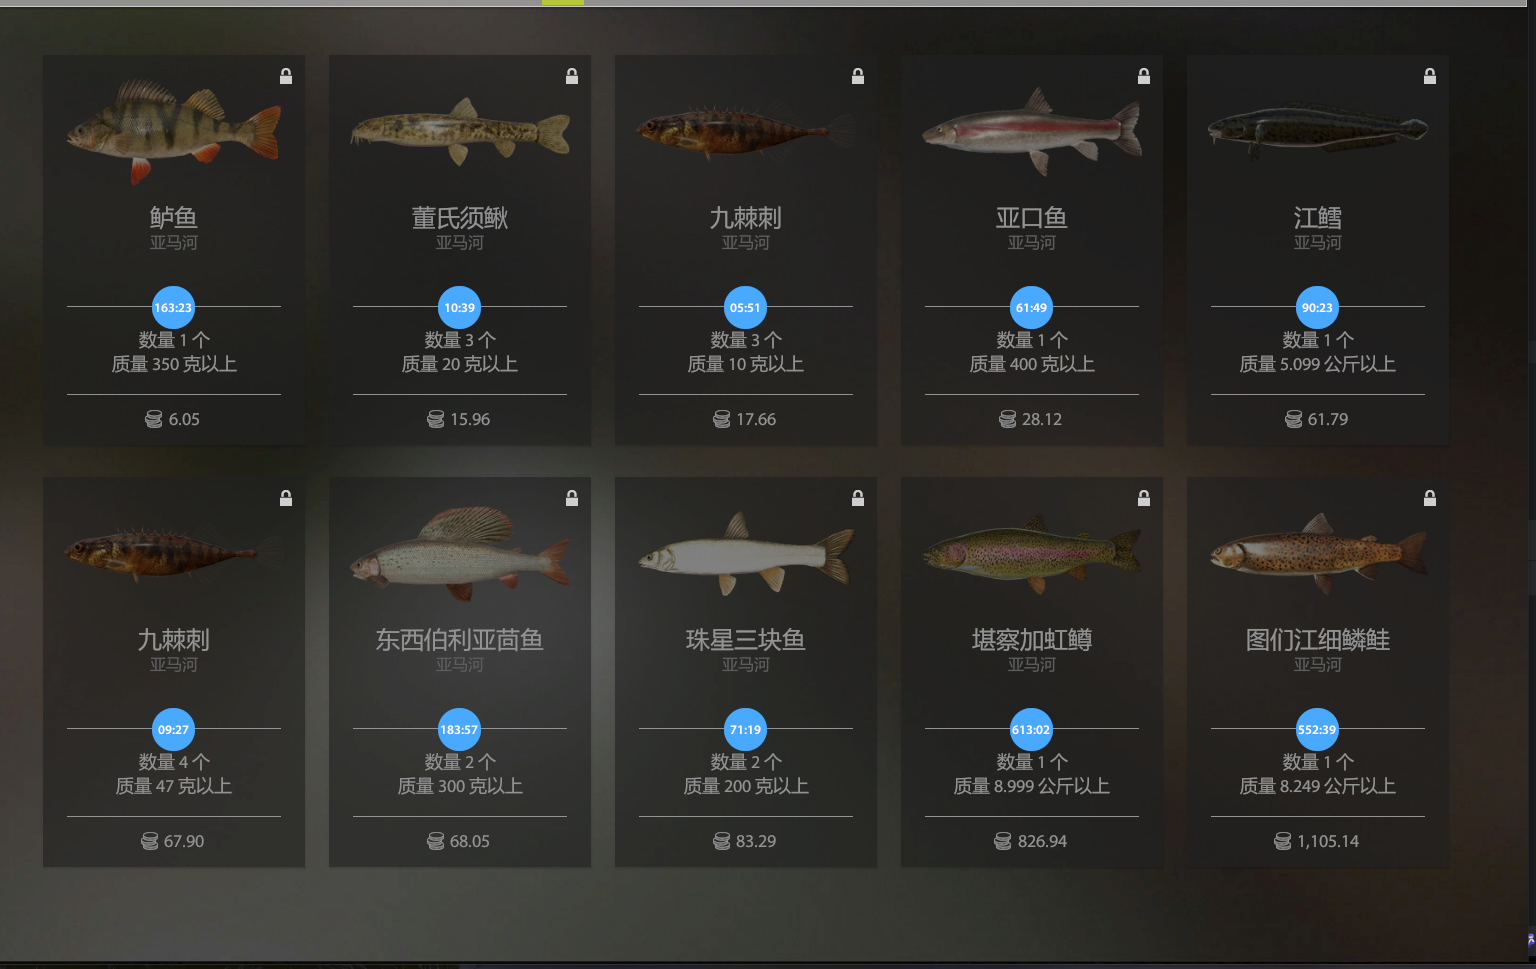 鲈鱼
亚马河
163:23
数量 1 个
质量 350 克以上
6.05
董氏须鳅
亚马河
10:39
数量 3 个
质量 20 克以上
15.96
九棘刺
亚马河
05:51
数量 3 个
质量 10 克以上
17.66
亚口鱼
亚马河
61:49
数量 1 个
质量 400 克以上
28.12
江鳕
亚马河
90:23
数量 1 个
质量 5.099 公斤以上
61.79
九棘刺
亚马河
09:27
数量 4 个
质量 47 克以上
67.90
东西伯利亚茴鱼
亚马河
183:57
数量 2 个
质量 300 克以上
68.05
珠星三块鱼
亚马河
71:19
数量 2 个
质量 200 克以上
83.29
堪察加虹鳟
亚马河
613:02
数量 1 个
质量 8.999 公斤以上
826.94
图们江细鳞鲑
亚马河
552:39
数量 1 个
质量 8.249 公斤以上
1,105.14